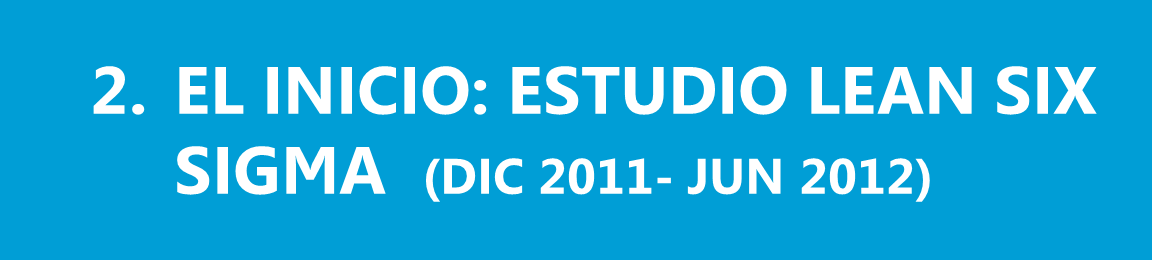 2. EL INICIO: ESTUDIO LEAN SIX
SIGMA (DIC 2011- JUN 2012)